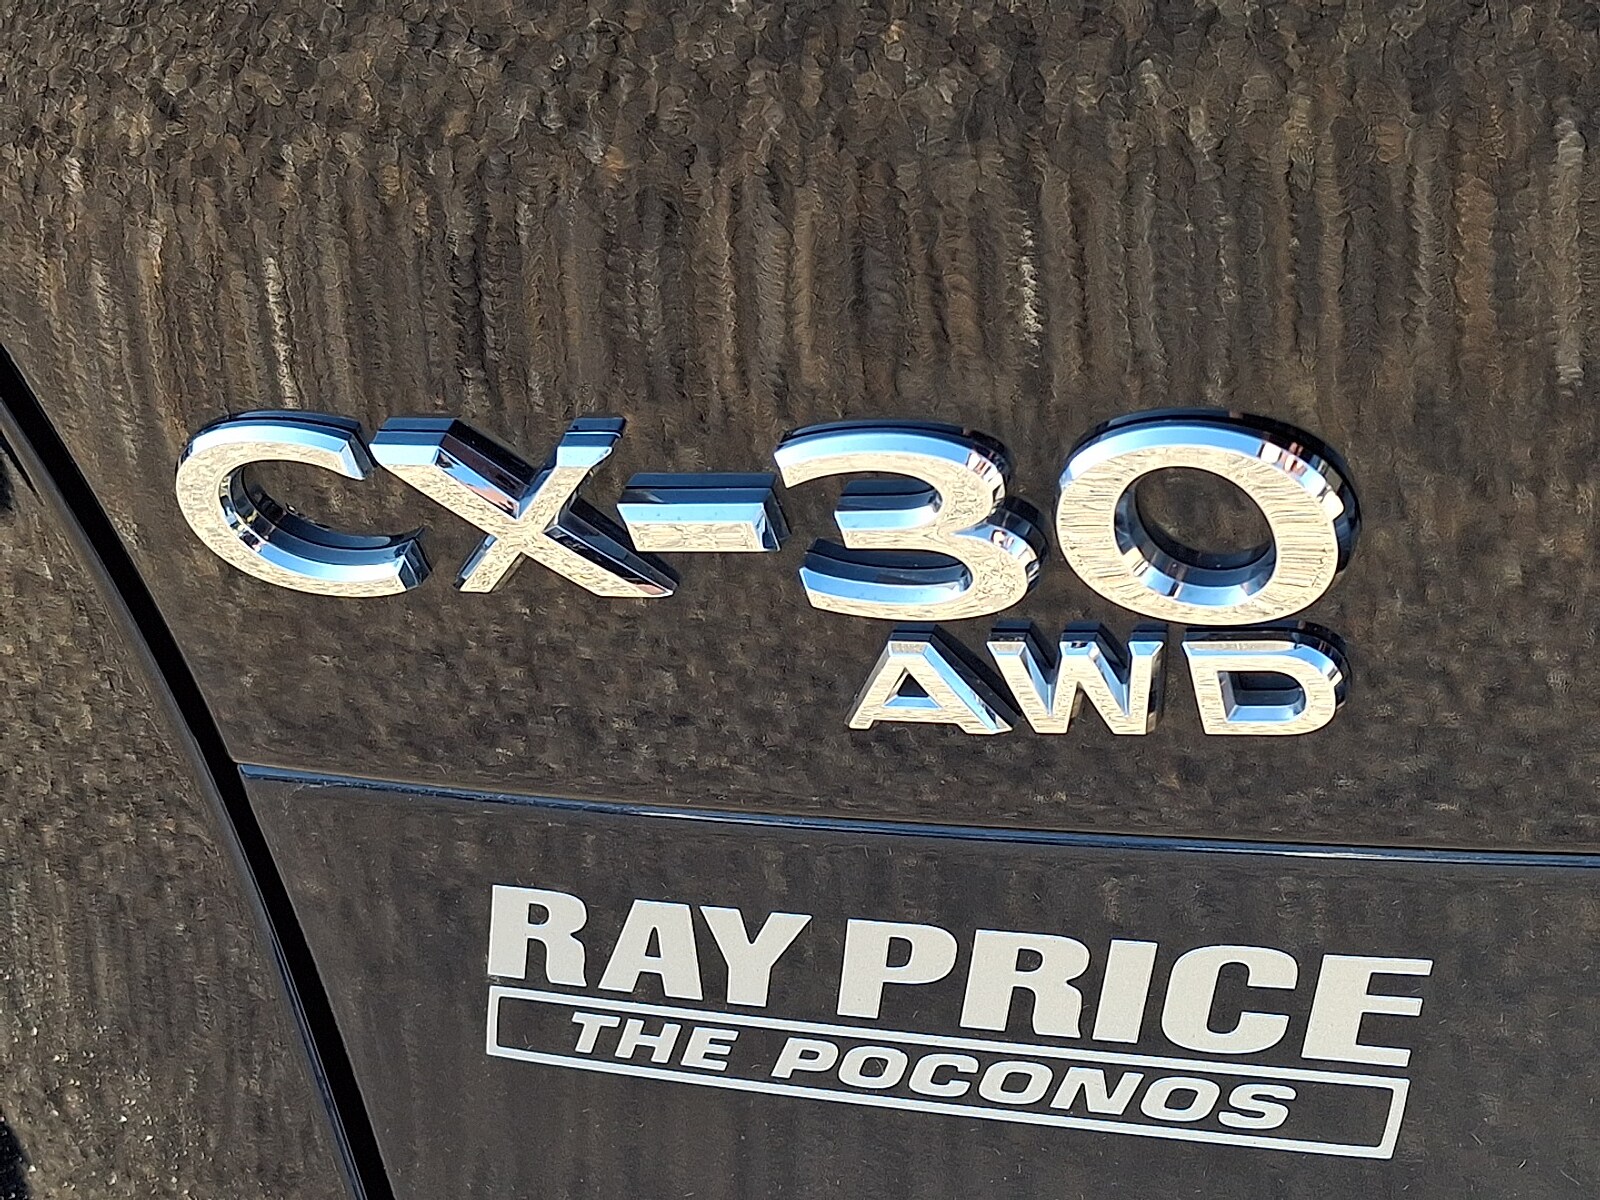 CX-30
AWD
RAY PRICE
THE POCONOS